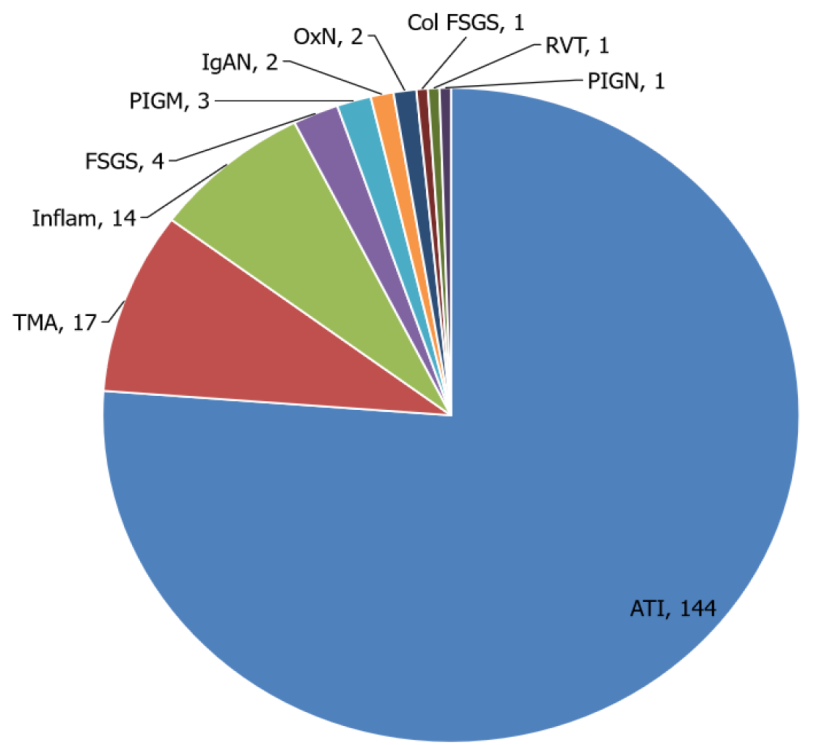 Col FSGS, 1
OxN, 2
RVT, 1
IgAN, 2
PIGN, 1
PIGM, 3
FSGS, 4
Inflam, 14
TMA, 17
ATI, 144